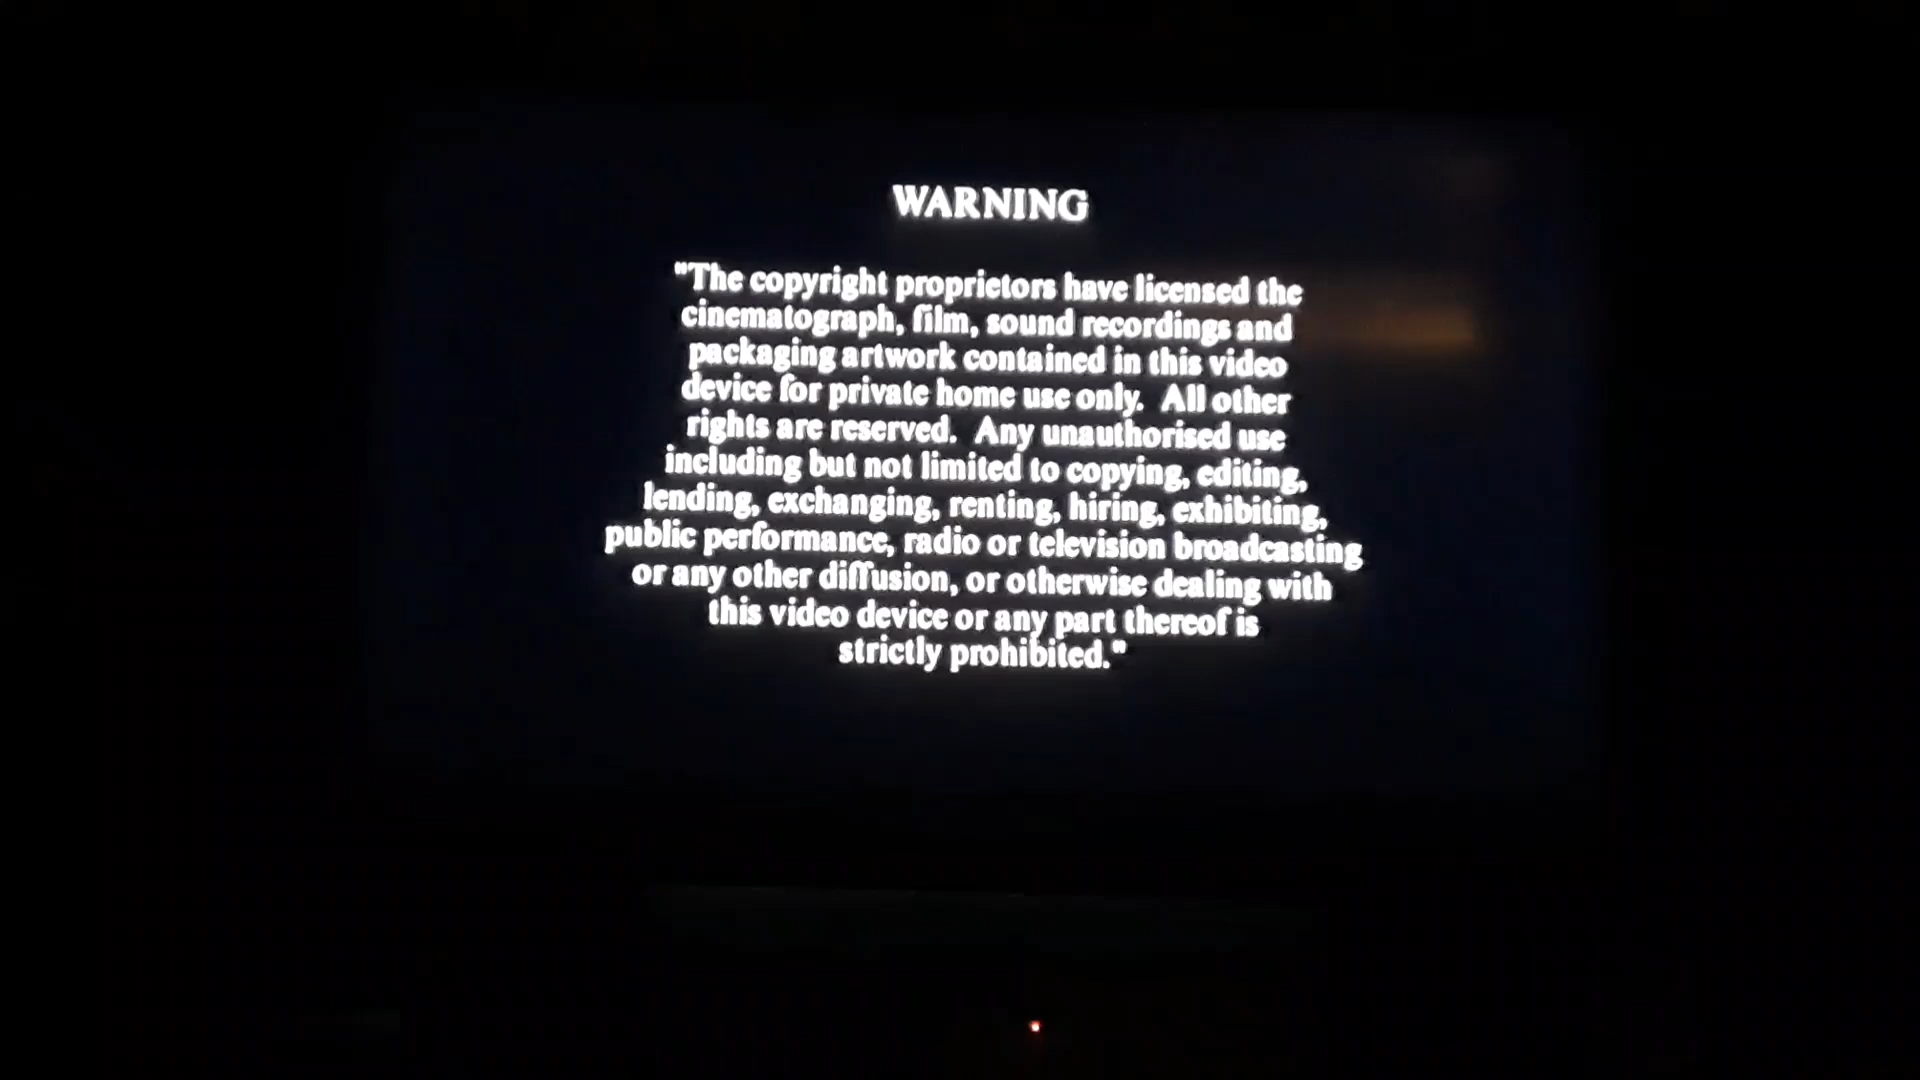 WARNING
"The copyright proprietors have licensed the
cinematograph, film, sound recordings and
packaging artwork contained in this video
device for private home use only. All other
rights are reserved. Any unauthorised use
including but not limited to copying, editing,
lending, exchanging, renting, hiring, exhibiting,
public performance, radio or television broadcasting
or any other diffusion, or otherwise dealing with
this video device or any part thereof is
strictly prohibited."